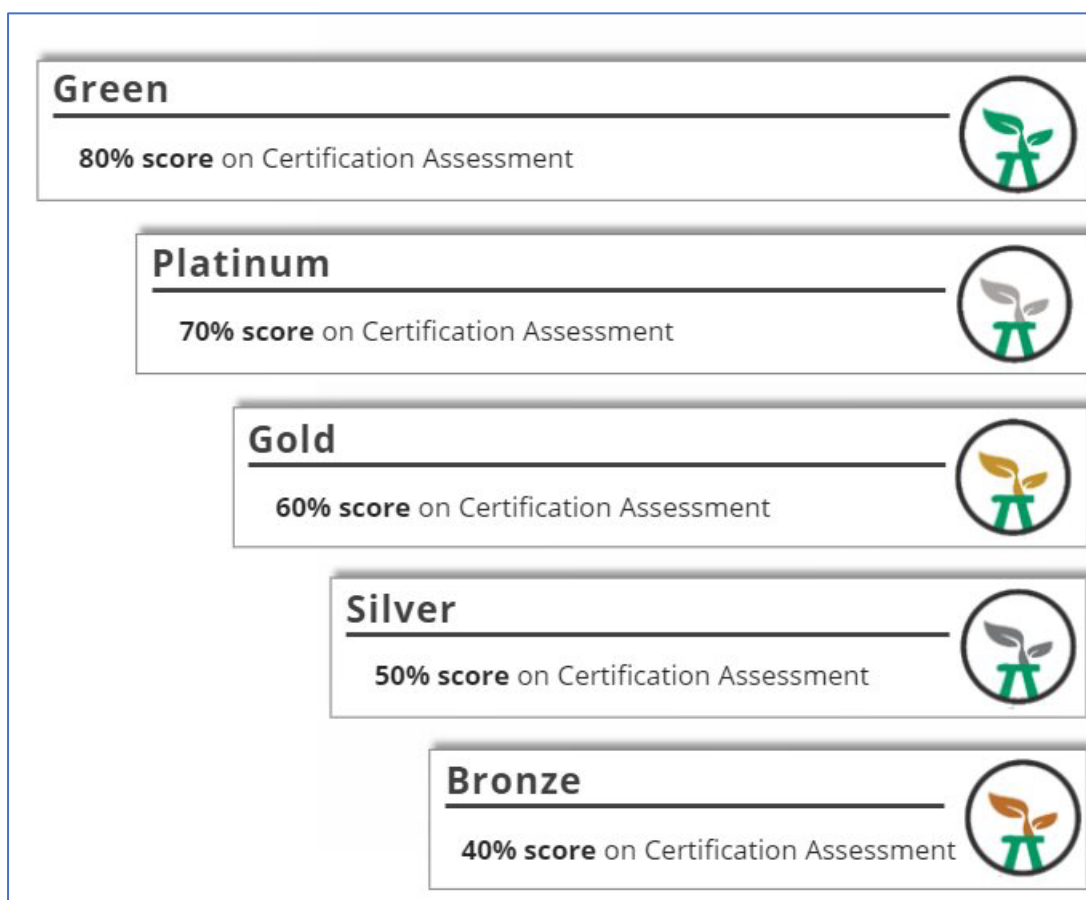 Green
80% score on Certification Assessment
Platinum
70% score on Certification Assessment
Gold
60% score on Certification Assessment
Silver
50% score on Certification Assessment
Bronze
40% score on Certification Assessment